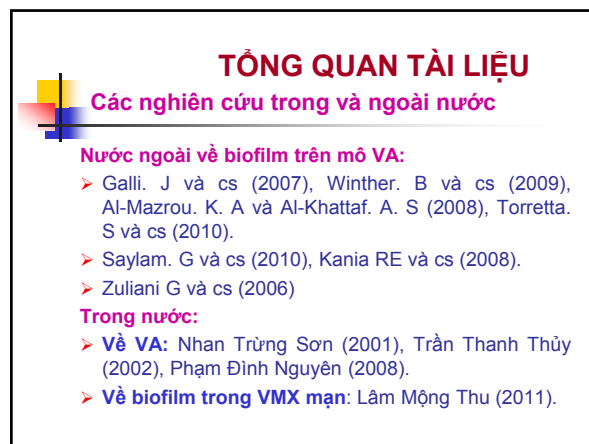 TỔNG QUAN TÀI LIỆU
Các nghiên cứu trong và ngoài nước
Nước ngoài về biofilm trên mô VA:
➢ Galli. J và cs (2007), Winther. B và cs (2009),
Al-Mazrou. K. A và Al-Khattaf. A. S (2008), Torretta.
S và cs (2010).
➢ Saylam. G và cs (2010), Kania RE và cs (2008).
➢ Zuliani G và cs (2006)
Trong nước:
➢ Về VA: Nhan Trừng Sơn (2001), Trần Thanh Thủy
(2002), Phạm Đình Nguyên (2008).
➢ Về biofilm trong VMX mạn: Lâm Mộng Thu (2011).